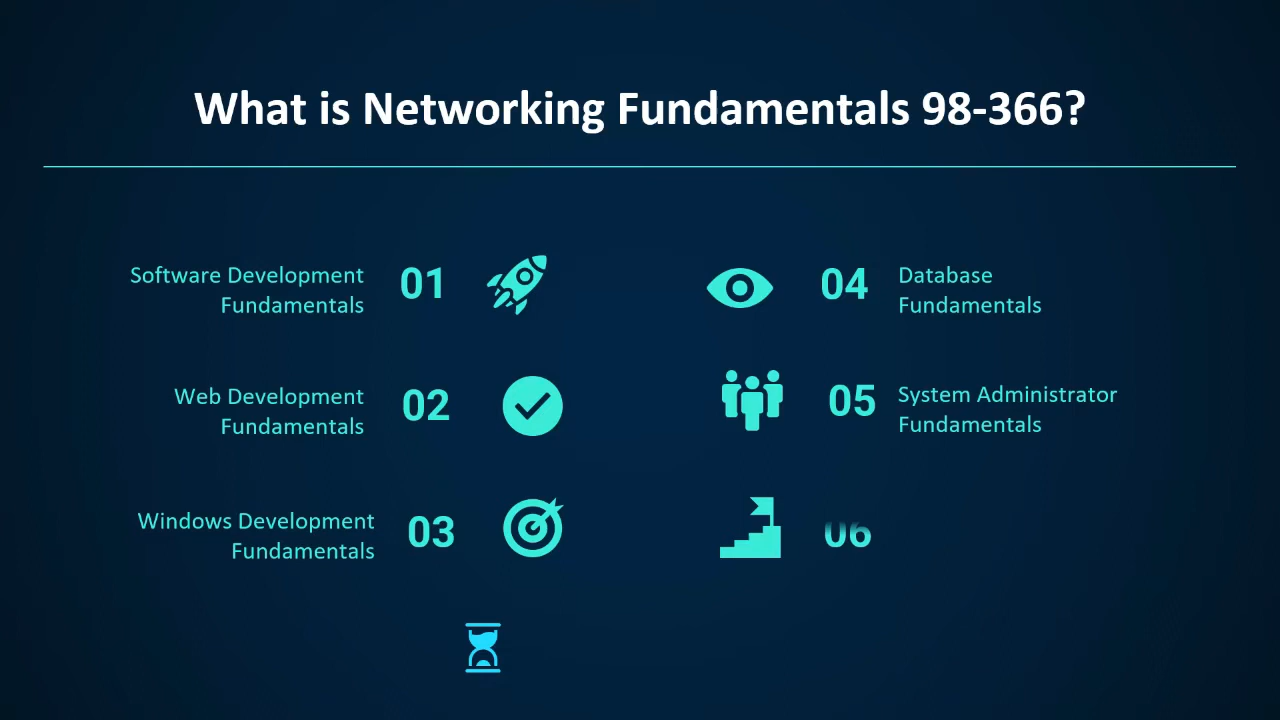 What is Networking Fundamentals 98-366?
Software Development
Fundamentals
01
Web Development
Fundamentals
02
Windows Development
Fundamentals
03
04
Database
Fundamentals
05
System Administrator
Fundamentals
06